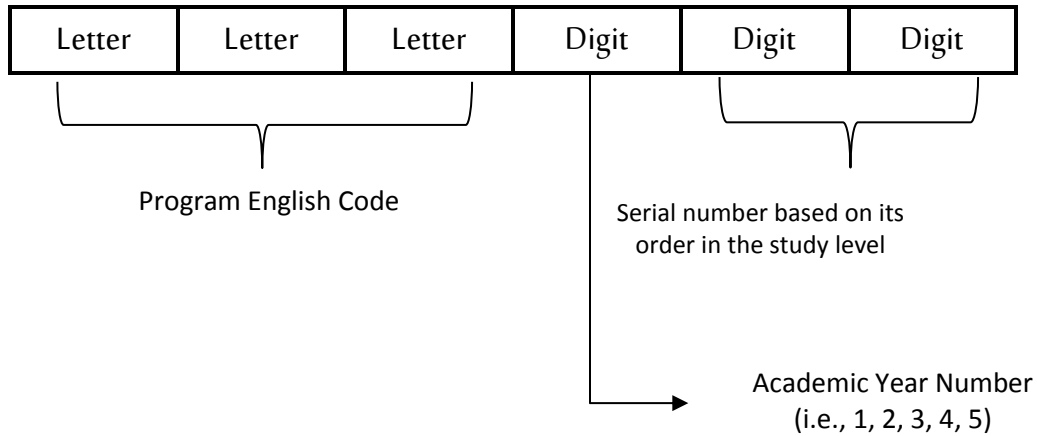 Letter Letter Letter Digit Digit Digit
Program English Code
Serial number based on its
order in the study level
Academic Year Number
(i.e., 1, 2, 3, 4, 5)